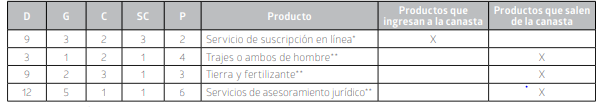 D G C SC P Producto Productos que ingresan a la canasta Productos que salen de la canasta
9 3 2 3 2 Servicio de suscripción en línea* X
3 1 2 1 4 Trajes o ambos de hombre** X
9 2 3 1 3 Tierra y fertilizante** X
12 5 1 1 6 Servicios de asesoramiento jurídico** X